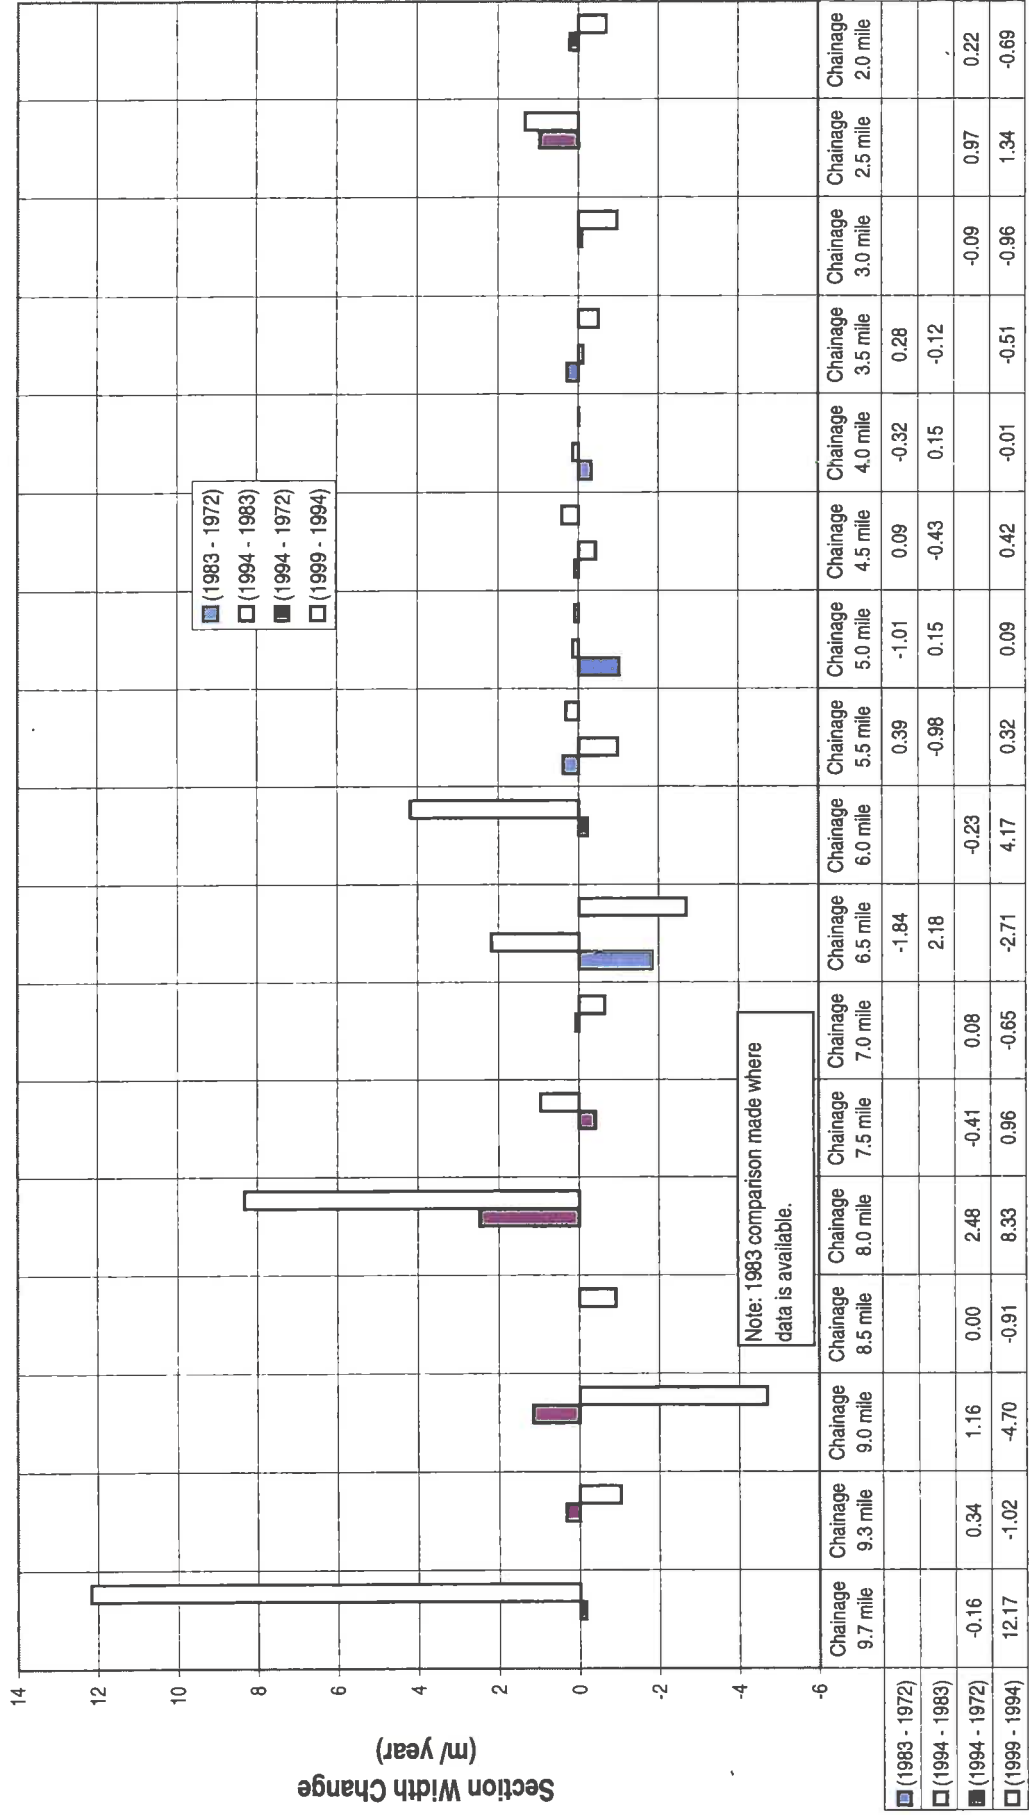 Section Width Change
(m/ year)
14
12
10
8
6
4
2
0
-2
-4
-6
(1983 - 1972)
(1994 - 1983)
(1994 - 1972)
(1999 - 1994)
Note: 1983 comparison made where
data is available.
Chainage Chainage Chainage Chainage Chainage Chainage Chainage Chainage Chainage Chainage Chainage Chainage Chainage Chainage Chainage Chainage Chainage
9.7 mile 9.3 mile 9.0 mile 8.5 mile 8.0 mile 7.5 mile 7.0 mile 6.5 mile 6.0 mile 5.5 mile 5.0 mile 4.5 mile 4.0 mile 3.5 mile 3.0 mile 2.5 mile 2.0 mile
(1983 - 1972) -1.84 0.39 -1.01 0.09 -0.32 0.28
(1994 - 1983) 2.18 -0.98 0.15 -0.43 0.15 -0.12
(1994 - 1972) -0.16 0.34 1.16 0.00 2.48 -0.41 0.08 -0.23 -0.09 0.97 0.22
(1999 - 1994) 12.17 -1.02 -4.70 -0.91 8.33 0.96 -0.65 -2.71 4.17 0.32 0.09 0.42 -0.01 -0.51 -0.96 1.34 -0.69